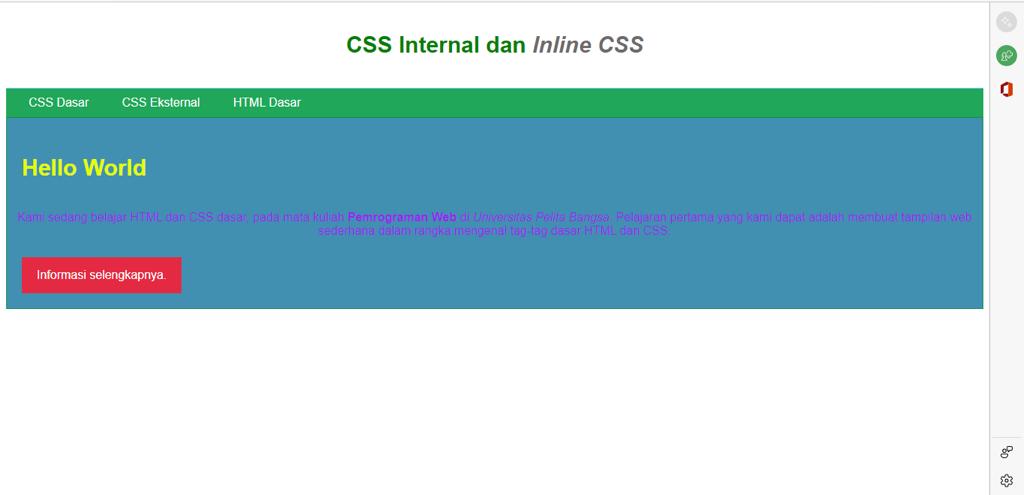 CSS Internal dan Inline CSS
CSS Dasar CSS Eksternal HTML Dasar
Hello World
Kami sedang belajar HTML dan CSS dasar, pada mata kuliah Pemrograman Web di Universitas Pelita Bangsa. Pelajaran pertama yang kami dapat adalah membuat tampilan web
sederhana dalam rangka mengenal tag-tag dasar HTML dan CSS.
Informasi selengkapnya.